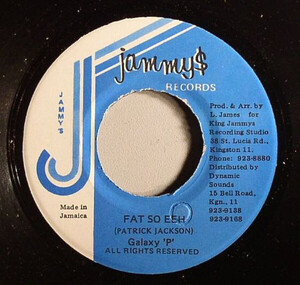 jammy$
RECORDS
JAMMY'S
Prod. & Arr. by
L. James for
King Jammys
Recording Studio
38 St. Lucia Rd.,
Kingston 11.
Phone: 923-6680
Distributed by
Dynamic
Sounds
15 Bell Road,
Kgn., 11
923-9138
923-9168
Made in
Jamaica
FAT SO EEH
(PATRICK JACKSON)
Galaxy 'P'
ALL RIGHTS RESERVED